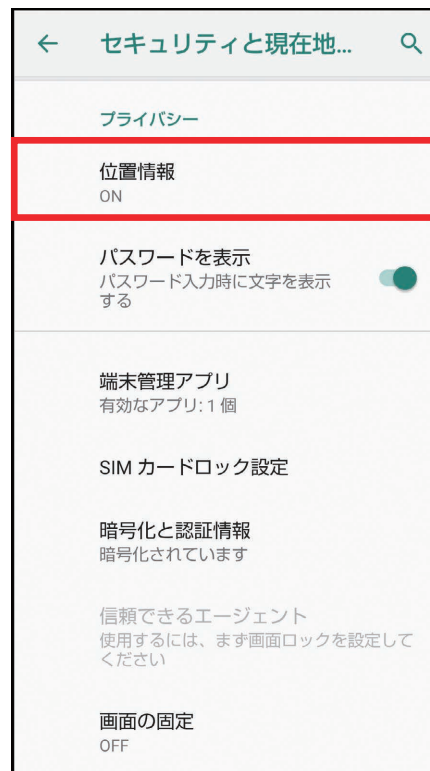 セキュリティと現在地...
プライバシー
位置情報
ON
パスワードを表示
パスワード入力時に文字を表示
する
端末管理アプリ
有効なアプリ: 1 個
SIM カードロック設定
暗号化と認証情報
暗号化されています
信頼できるエージェント
使用するには、まず画面ロックを設定して
ください
画面の固定
OFF